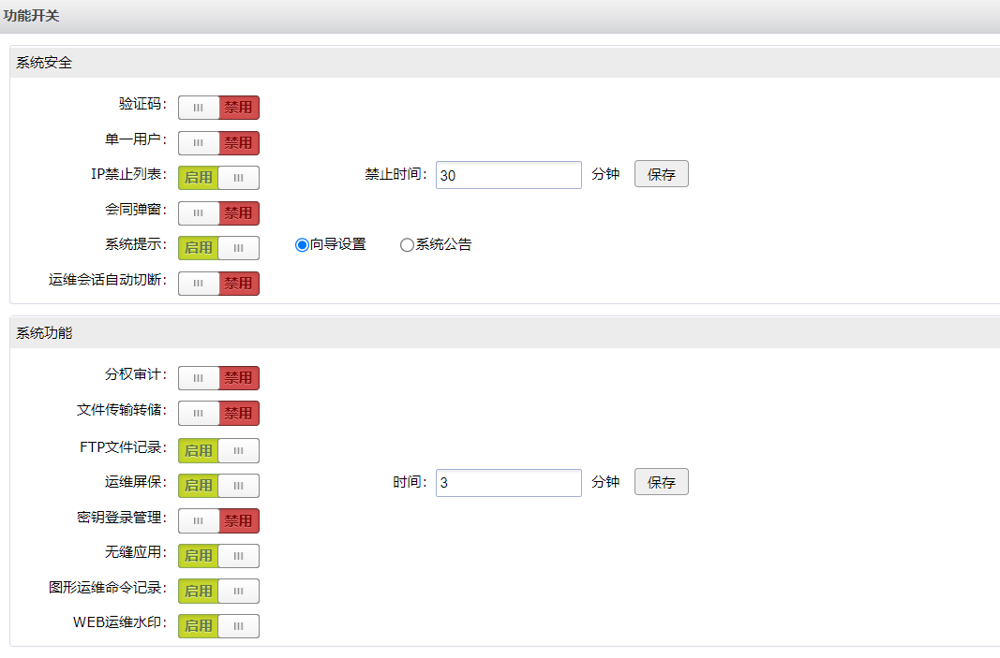 功能开关
系统安全
验证码: 禁用
单一用户: 禁用
IP禁止列表: 启用 禁止时间: 30 分钟 保存
会同弹窗: 禁用
系统提示: 启用 向导设置 系统公告
运维会话自动切断: 禁用
系统功能
分权审计: 禁用
文件传输转储: 禁用
FTP文件记录: 启用
运维屏保: 启用 时间: 3 分钟 保存
密钥登录管理: 禁用
无缝应用: 启用
图形运维命令记录: 启用
WEB运维水印: 启用